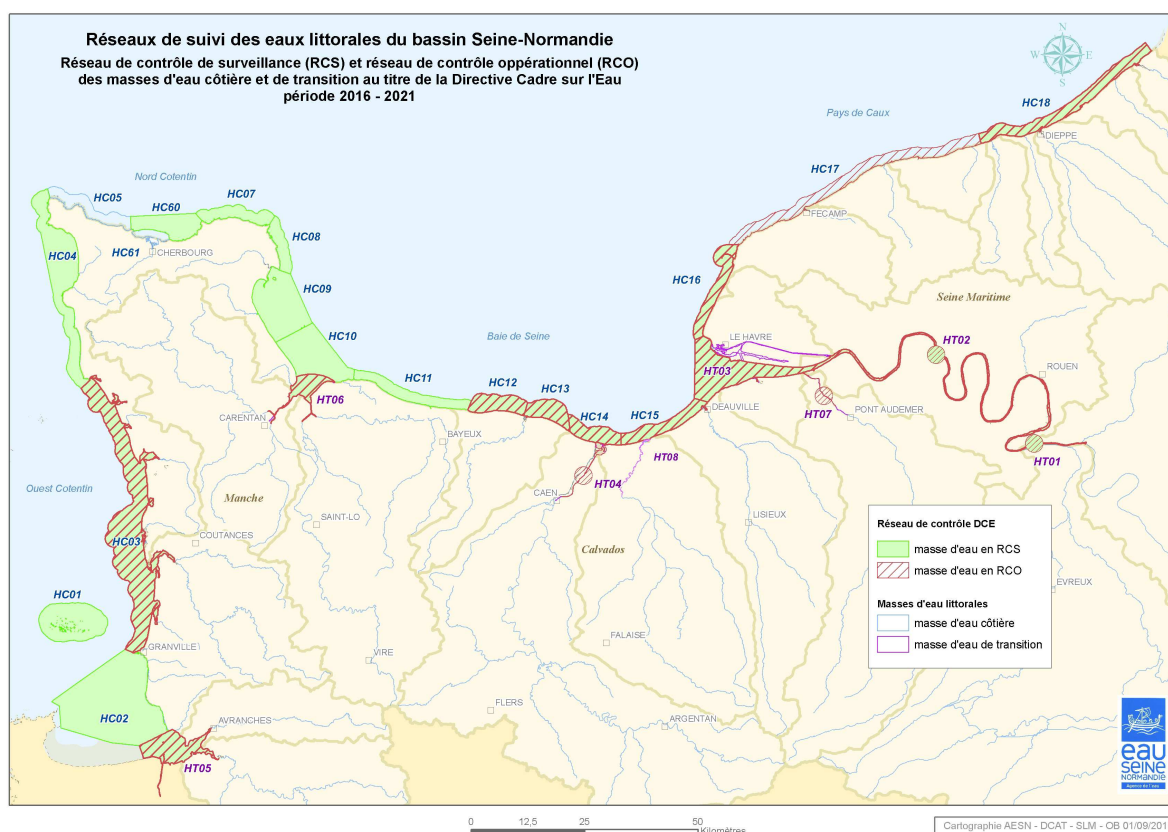 Réseaux de suivi des eaux littorales du bassin Seine-Normandie
Réseau de contrôle de surveillance (RCS) et réseau de contrôle oppérationnel (RCO)
des masses d'eau côtière et de transition au titre de la Directive Cadre sur l'Eau
période 2016 - 2021
N
W E
S
HC18
DIEPPE
Pays de Caux
HC17
FECAMP
Nord Cotentin
HC05
HC60
HC07
HC08
HC61
CHERBOURG
HC04
HC09
HC16
Seine Maritime
HC10
Baie de Seine
LE HAVRE
HT02
HT03
ROUEN
HC11
HC12
HC13
HT06
HC14
HC15
DEAUVILLE
HT07
PONT AUDEMER
CARENTAN
BAYEUX
HT08
HT01
HT04
CAEN
Ouest Cotentin
Manche
SAINT-LO
LISIEUX
HC03
COUTANCES
Calvados
Réseau de contrôle DCE
masse d'eau en RCS
masse d'eau en RCO
Masses d'eau littorales
masse d'eau côtière
masse d'eau de transition
EVREUX
HC01
GRANVILLE
VIRE
FALAISE
HC02
AVRANCHES
FLERS
ARGENTAN
HT05
eau
SEINE
NORMANDIE
Agence de l'eau
0 12,5 25 50
Kilomètres
Cartographie AESN - DCAT - SLM - OB 01/09/201